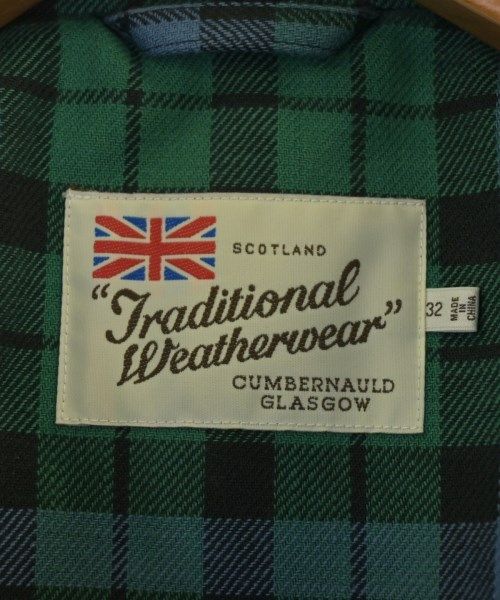 SCOTLAND
"Traditional
Weatherwear"
CUMBERNAULD
GLASGOW
32
MADE
IN
CHINA